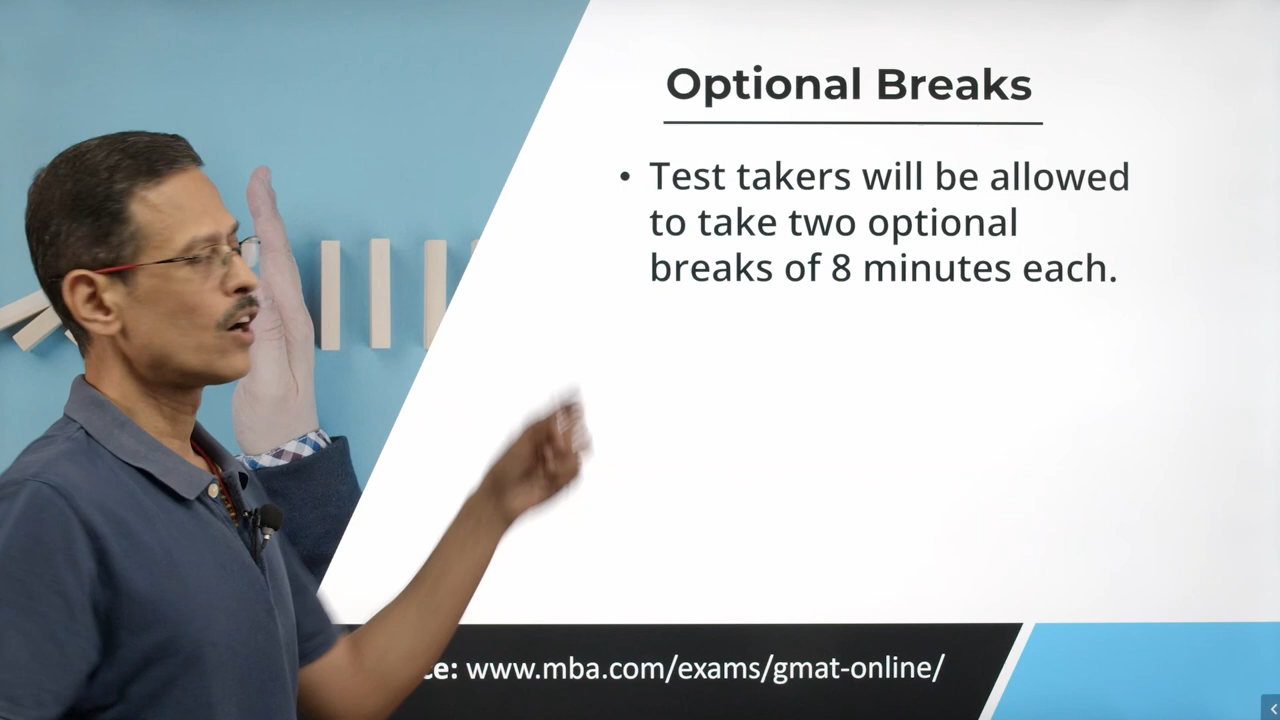 Optional Breaks
• Test takers will be allowed
to take two optional
breaks of 8 minutes each.
www.mba.com/exams/gmat-online/